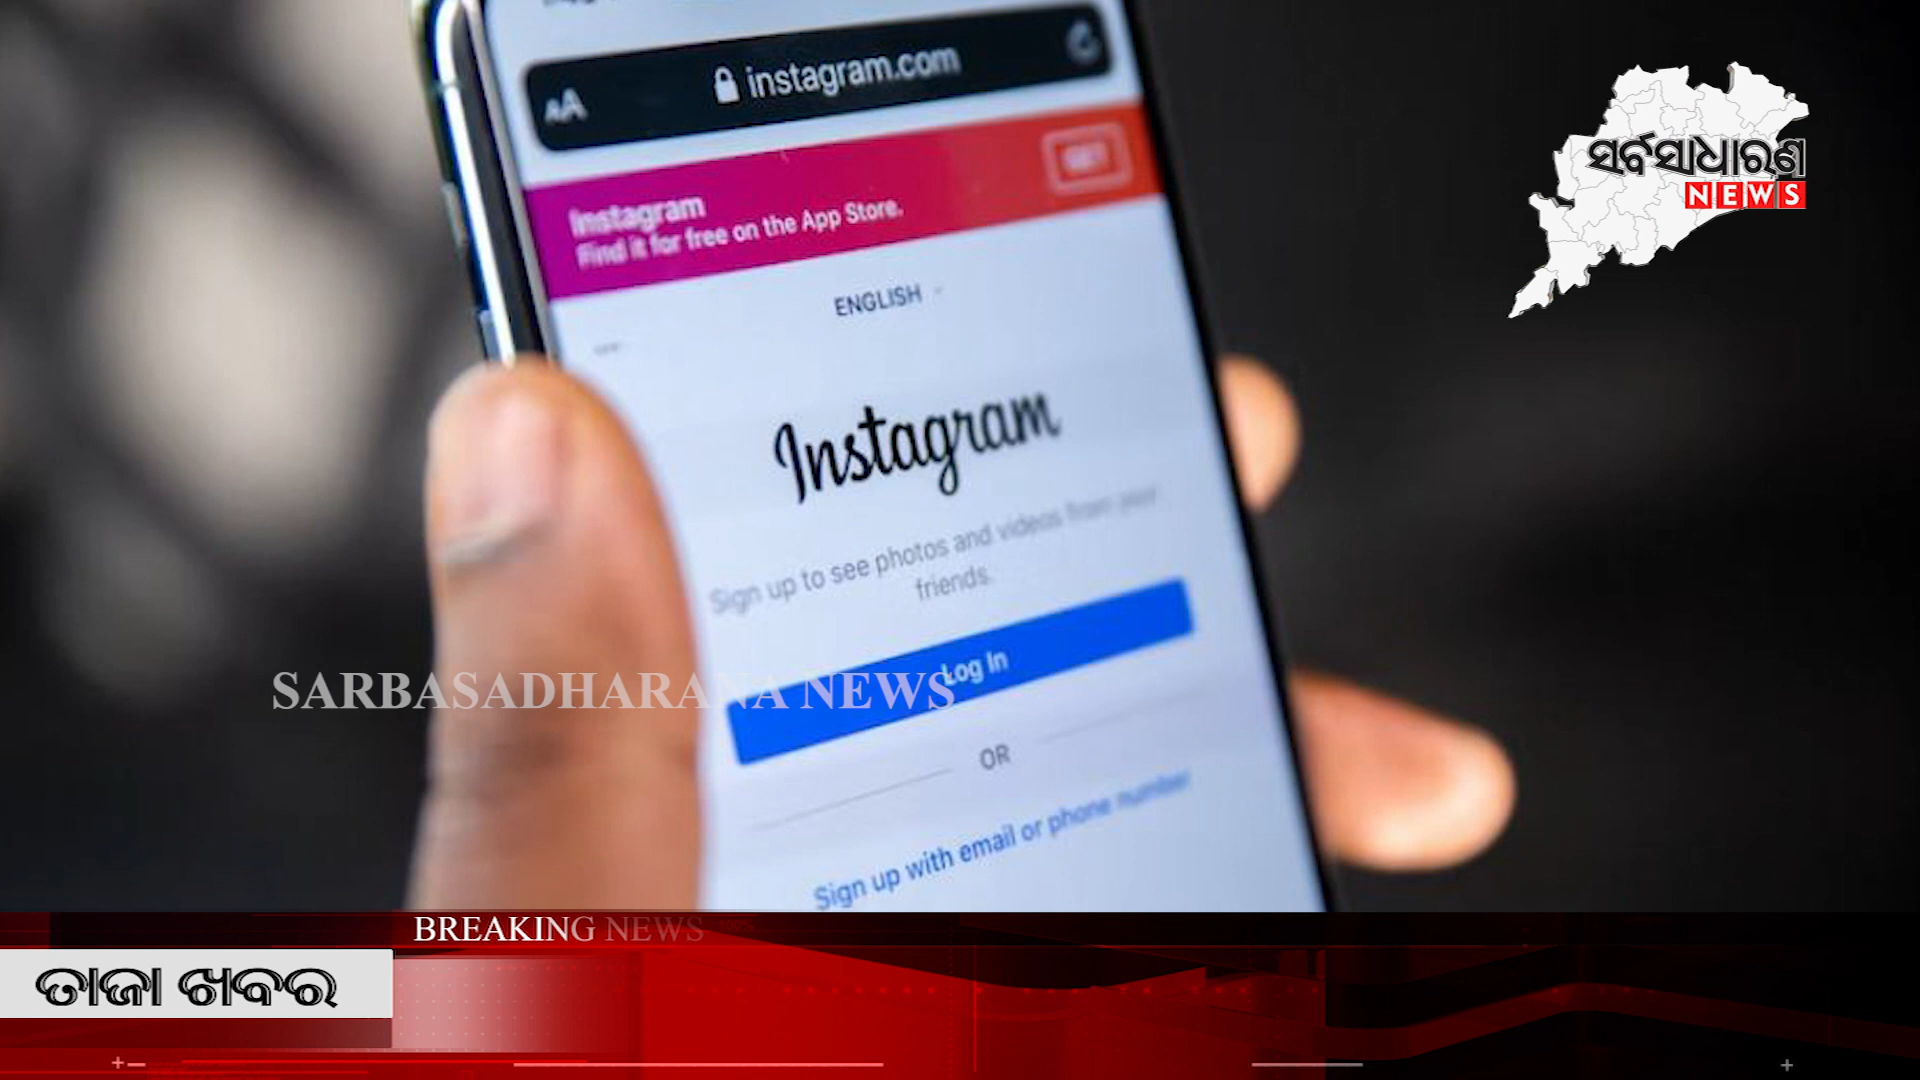 AA instagram.com
Instagram
Find it for free on the App Store.
GET
ENGLISH
Instagram
Sign up to see photos and videos from your
friends.
Log In
OR
Sign up with email or phone number
ସର୍ବସାଧାରଣ
NEWS
SARBASADHARANA NEWS
BREAKING NEWS
ତାଜା ଖବର